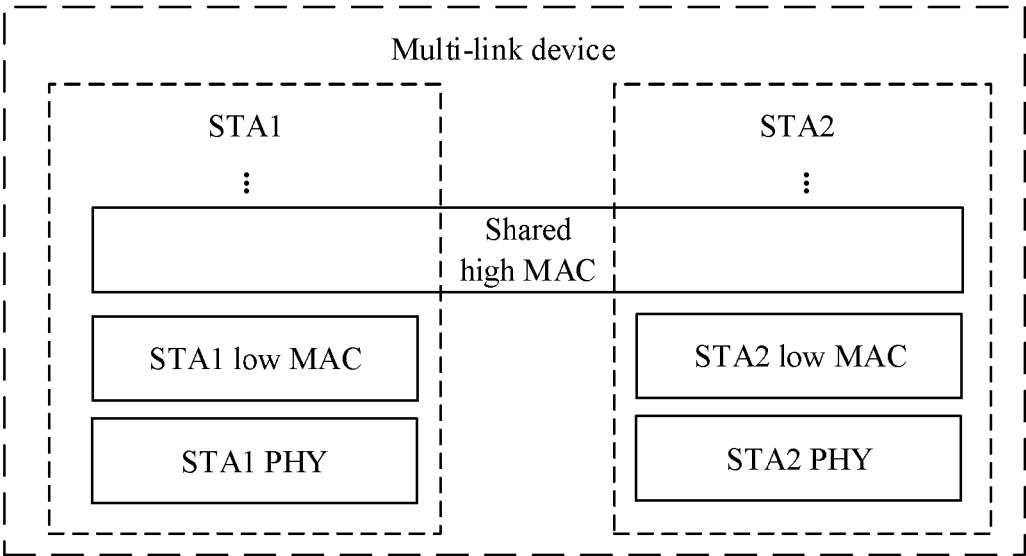 Multi-link device
STA1
STA2
Shared
high MAC
STA1 low MAC
STA2 low MAC
STA1 PHY
STA2 PHY